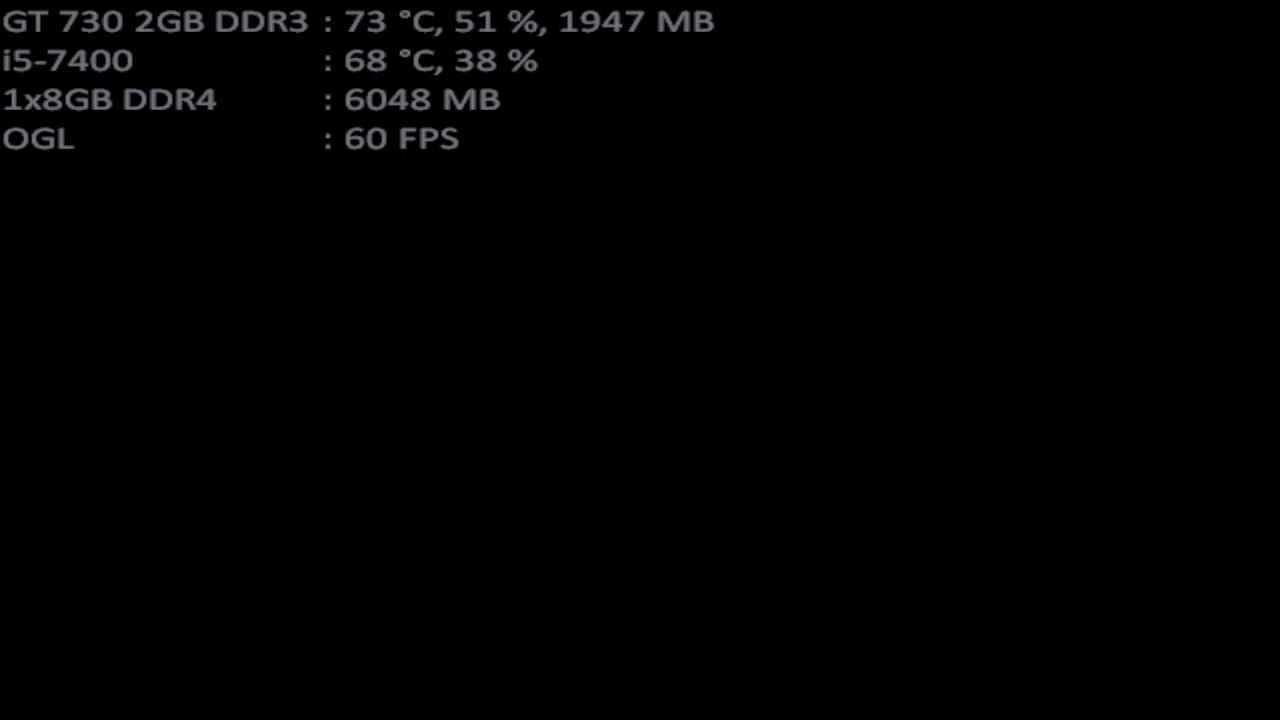 GT 730 2GB DDR3 : 73 °C, 51 %, 1947 MB
i5-7400 : 68 °C, 38 %
1x8GB DDR4 : 6048 MB
OGL : 60 FPS